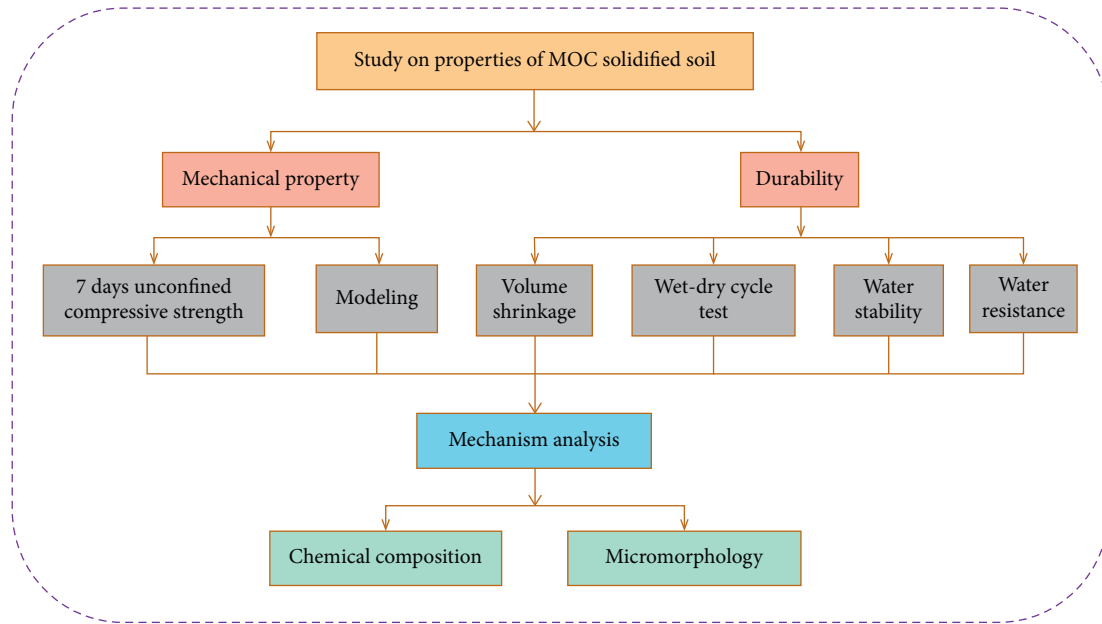 Study on properties of MOC solidified soil
Mechanical property
Durability
7 days unconfined
compressive strength
Modeling
Volume
shrinkage
Wet-dry cycle
test
Water
stability
Water
resistance
Mechanism analysis
Chemical composition
Micromorphology